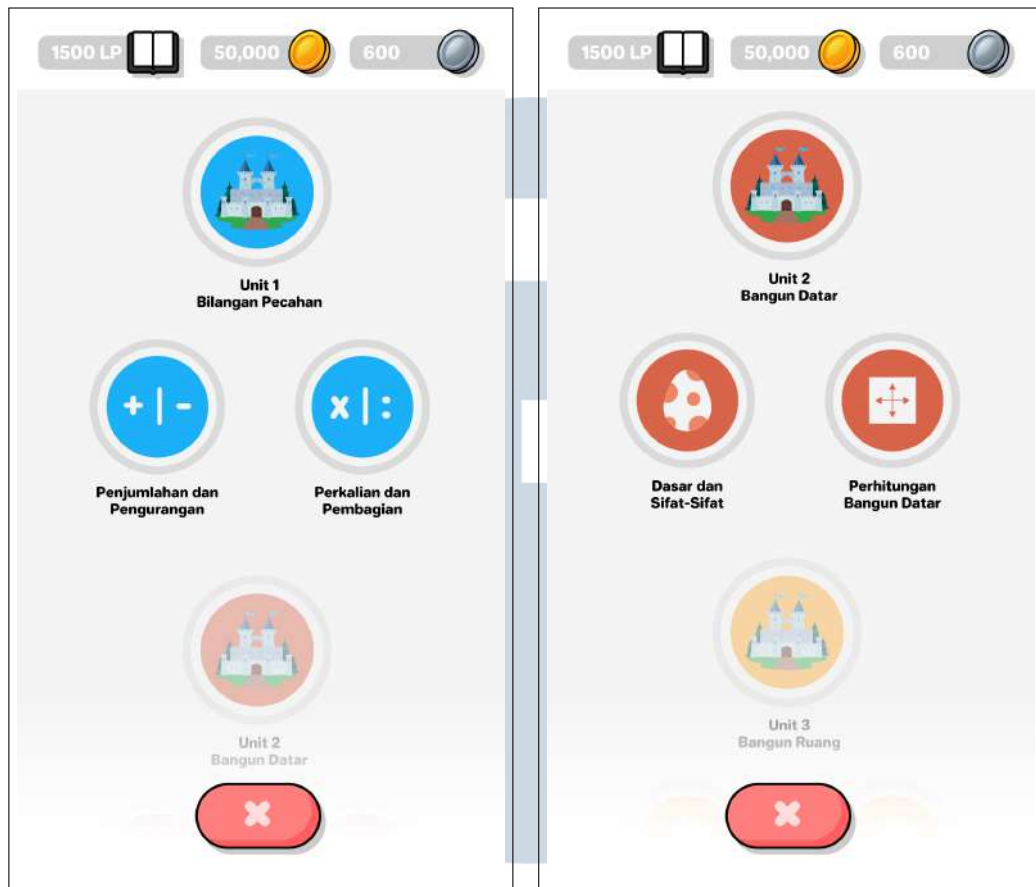 1500 LP
50,000
600
Unit 1
Bilangan Pecahan
+ | -
x | :
Penjumlahan dan
Pengurangan
Perkalian dan
Pembagian
Unit 2
Bangun Datar
1500 LP
50,000
600
Unit 2
Bangun Datar
Dasar dan
Sifat-Sifat
Perhitungan
Bangun Datar
Unit 3
Bangun Ruang